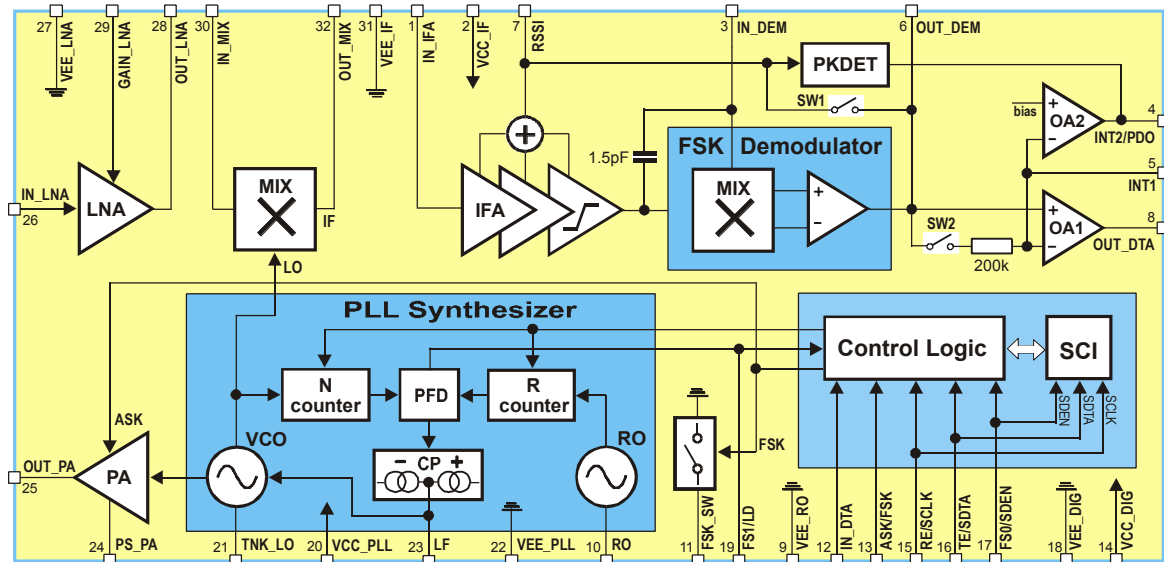 27 29 28 30 32 31 1 2 7 3 6
VEE_LNA
GAIN_LNA
OUT_LNA
IN_MIX
OUT_MIX
VEE_IF
IN_IFA
VCC_IF
RSSI
IN_DEM
OUT_DEM
PKDET
SW1
bias
+
−
OA2
4
INT2/PDO
5
INT1
1.5pF
FSK Demodulator
MIX
+
−
IN_LNA
26
LNA
MIX
IF
LO
+
IFA
SW2
200k
+
−
OA1
8
OUT_DTA
PLL Synthesizer
N
counter
PFD
R
counter
Control Logic
SCI
SDEN
SDTA
SCLK
ASK
VCO
− CP +
RO
FSK
OUT_PA
25
PA
24
PS_PA
21
TNK_LO
20
VCC_PLL
23
LF
22
VEE_PLL
10
RO
11
FSK_SW
19
FS1/LD
9
VEE_RO
12
IN_DTA
13
ASK/FSK
15
RE/SCLK
16
TE/SDTA
17
FS0/SDEN
18
VEE_DIG
14
VCC_DIG